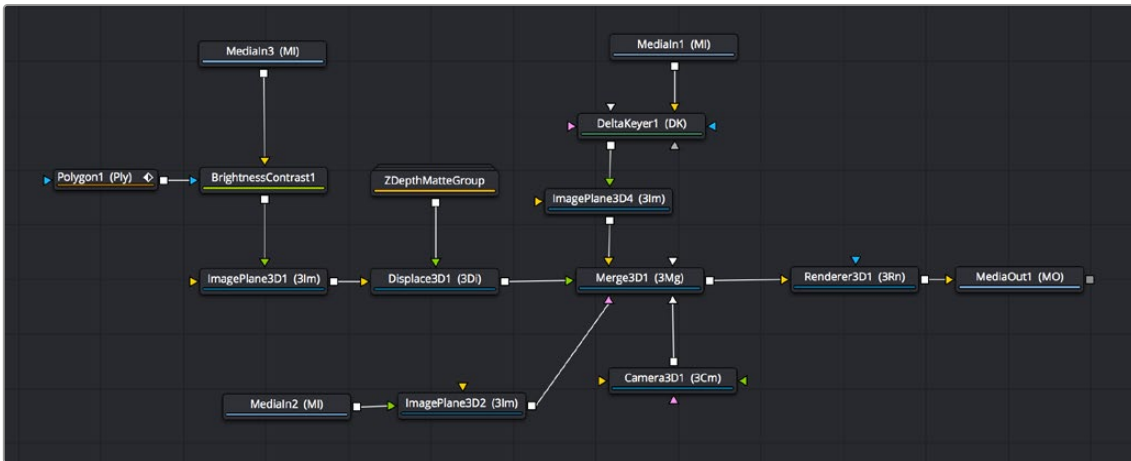 MediaIn3 (MI)
MediaIn1 (MI)
DeltaKeyer1 (DK)
Polygon1 (Ply)
BrightnessContrast1
ZDepthMatteGroup
ImagePlane3D4 (3Im)
ImagePlane3D1 (3Im)
Displace3D1 (3Di)
Merge3D1 (3Mg)
Renderer3D1 (3Rn)
MediaOut1 (MO)
Camera3D1 (3Cm)
MediaIn2 (MI)
ImagePlane3D2 (3Im)